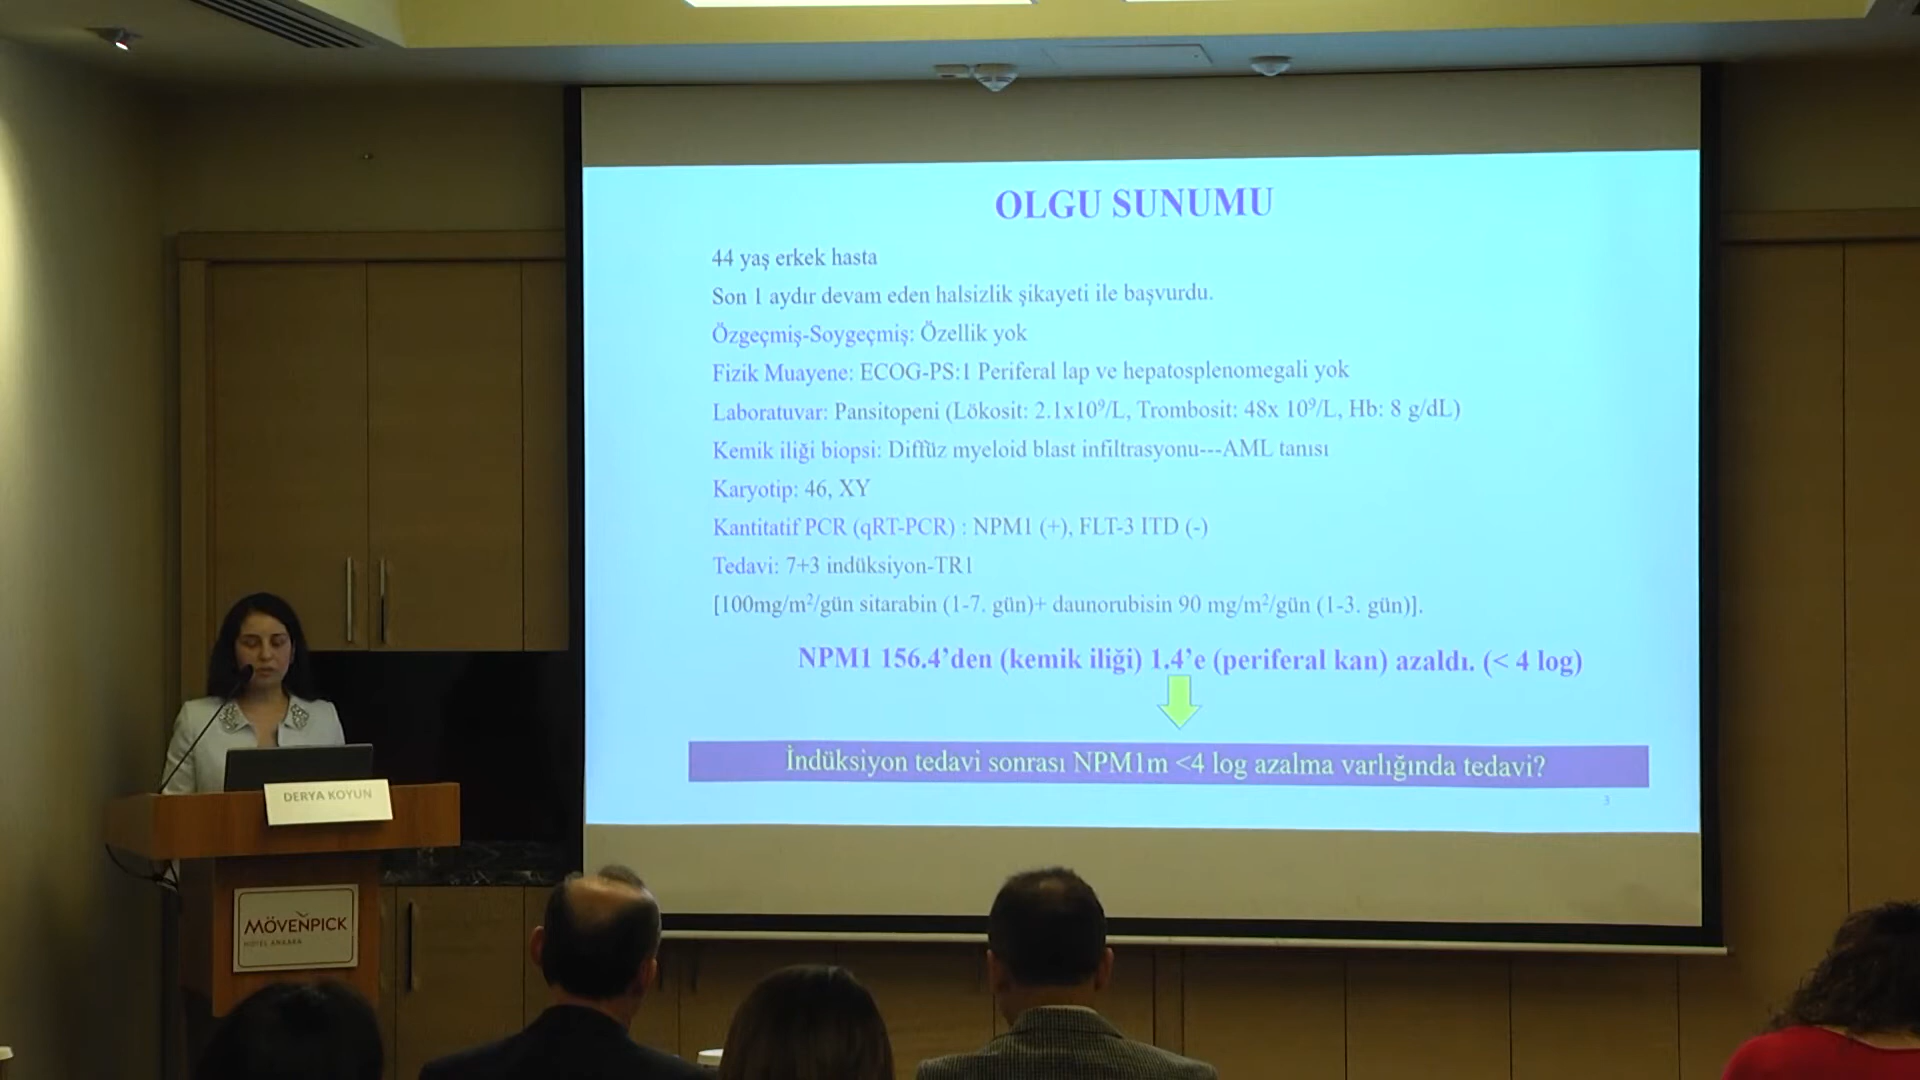 OLGU SUNUMU
44 yaş erkek hasta
Son 1 aydır devam eden halsizlik şikayeti ile başvurdu.
Özgeçmiş-Soygeçmiş: Özellik yok
Fizik Muayene: ECOG-PS:1 Periferal lap ve hepatosplenomegali yok
Laboratuvar: Pansitopeni (Lökosit: 2.1x10⁹/L, Trombosit: 48x 10⁹/L, Hb: 8 g/dL)
Kemik iliği biopsi: Diffüz myeloid blast infiltrasyonu---AML tanısı
Karyotip: 46, XY
Kantitatif PCR (qRT-PCR) : NPM1 (+), FLT-3 ITD (-)
Tedavi: 7+3 indüksiyon-TR1
[100mg/m²/gün sitarabin (1-7. gün)+ daunorubisin 90 mg/m²/gün (1-3. gün)].
NPM1 156.4’den (kemik iliği) 1.4’e (periferal kan) azaldı. (< 4 log)
İndüksiyon tedavi sonrası NPM1m <4 log azalma varlığında tedavi?
3
DERYA KOYUN
MÖVENPICK
HOTEL ANKARA